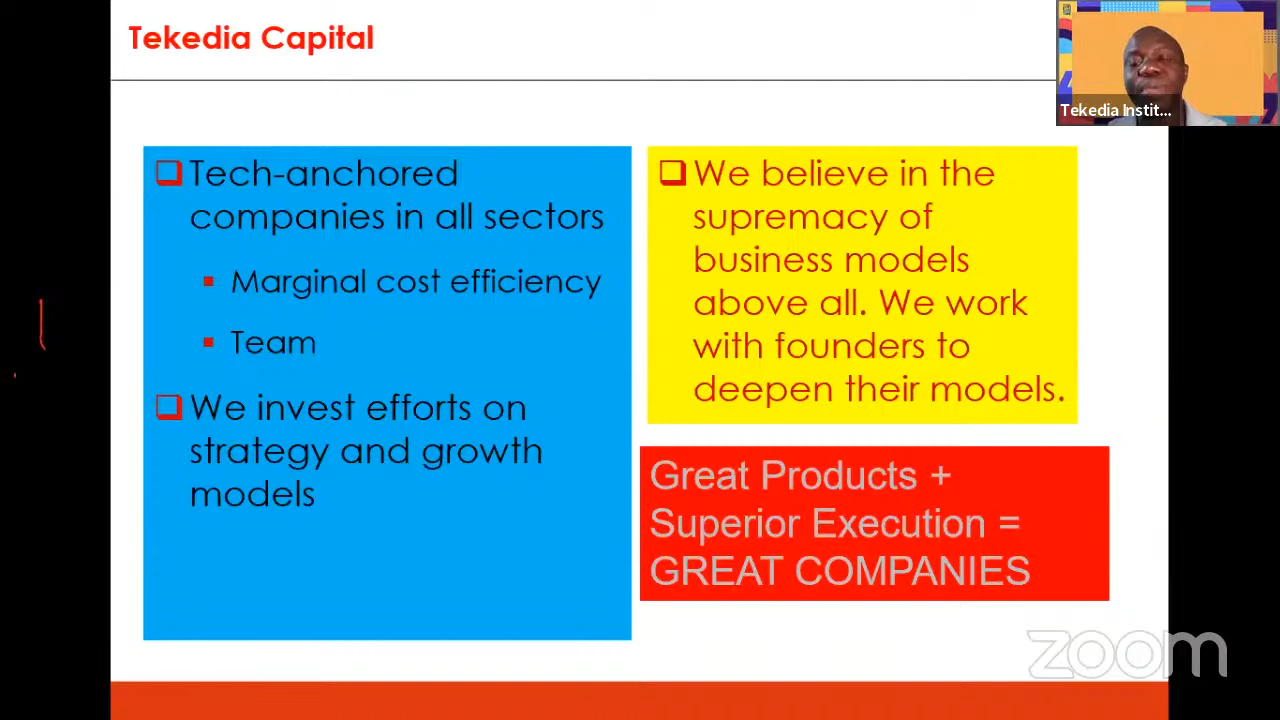 Tekedia Capital
Tekedia Instit...
Tech-anchored
companies in all sectors
Marginal cost efficiency
Team
We invest efforts on
strategy and growth
models
We believe in the
supremacy of
business models
above all. We work
with founders to
deepen their models.
Great Products +
Superior Execution =
GREAT COMPANIES
zoom